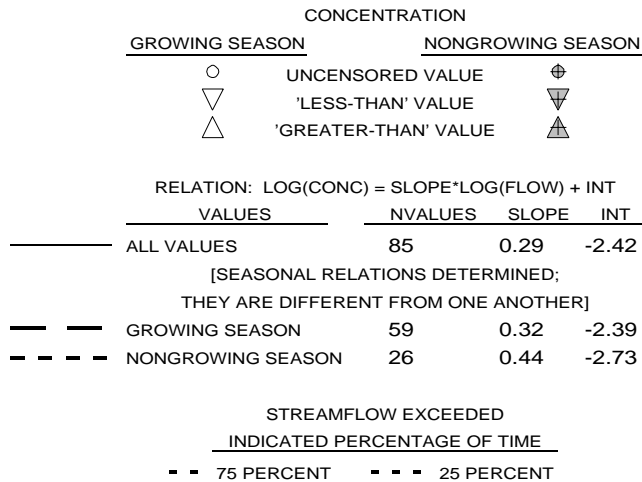 CONCENTRATION
GROWING SEASON NONGROWING SEASON
UNCENSORED VALUE
'LESS-THAN' VALUE
'GREATER-THAN' VALUE
RELATION: LOG(CONC) = SLOPE*LOG(FLOW) + INT
VALUES NVALUES SLOPE INT
ALL VALUES 85 0.29 -2.42
[SEASONAL RELATIONS DETERMINED;
THEY ARE DIFFERENT FROM ONE ANOTHER]
GROWING SEASON 59 0.32 -2.39
NONGROWING SEASON 26 0.44 -2.73
STREAMFLOW EXCEEDED
INDICATED PERCENTAGE OF TIME
75 PERCENT 25 PERCENT